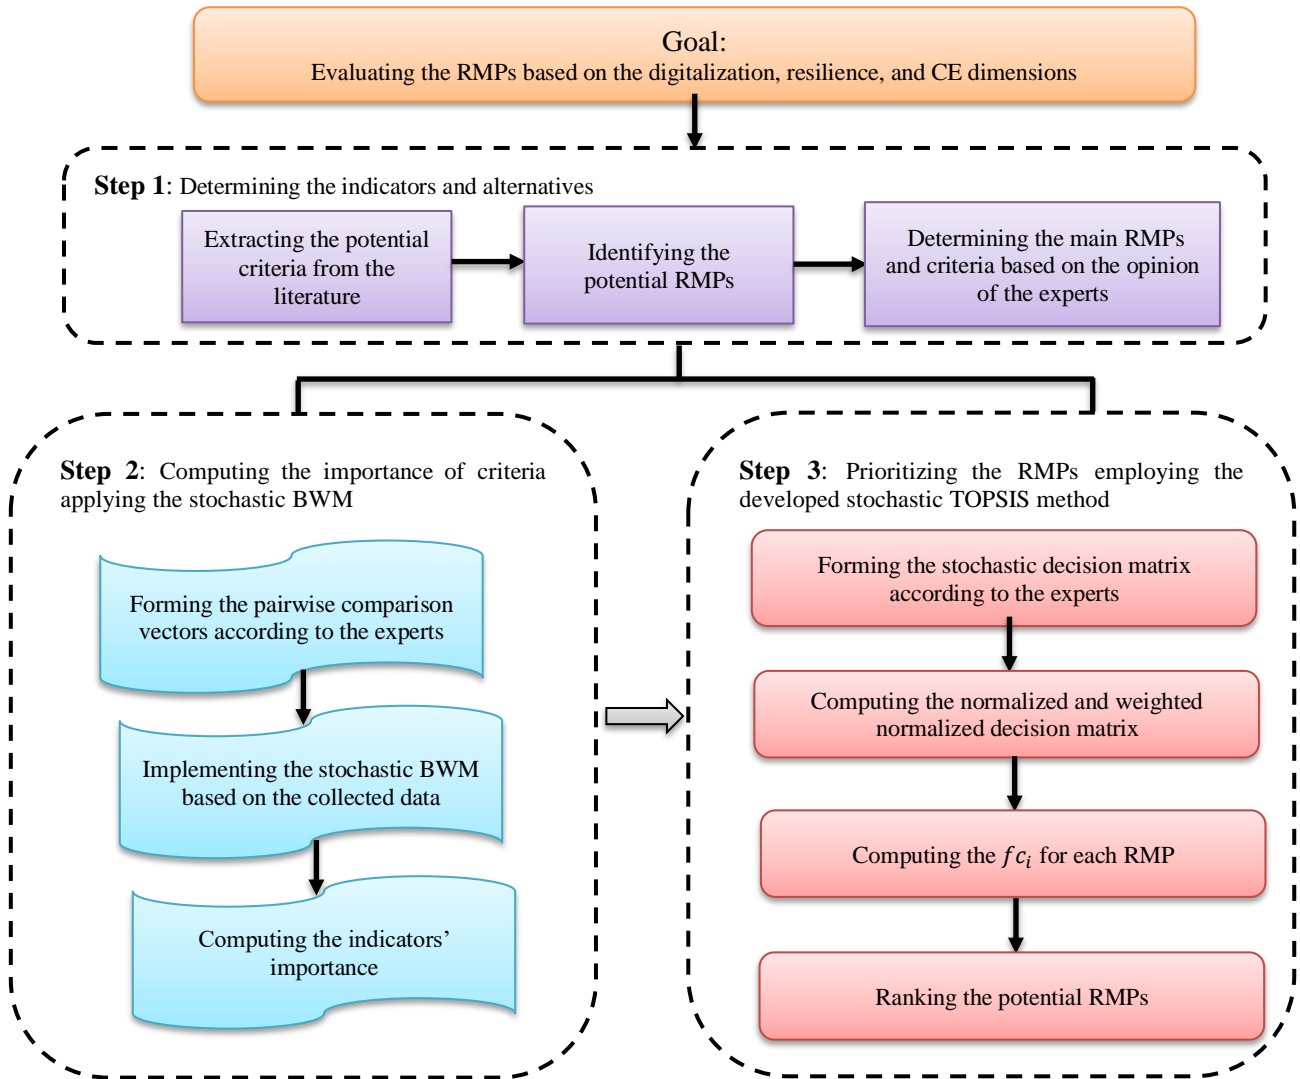 Goal:
Evaluating the RMPs based on the digitalization, resilience, and CE dimensions
Step 1: Determining the indicators and alternatives
Extracting the potential
criteria from the
literature
Identifying the
potential RMPs
Determining the main RMPs
and criteria based on the opinion
of the experts
Step 2: Computing the importance of criteria
applying the stochastic BWM
Forming the pairwise comparison
vectors according to the experts
Implementing the stochastic BWM
based on the collected data
Computing the indicators’
importance
Step 3: Prioritizing the RMPs employing the
developed stochastic TOPSIS method
Forming the stochastic decision matrix
according to the experts
Computing the normalized and weighted
normalized decision matrix
Computing the 𝑓𝑐ᵢ for each RMP
Ranking the potential RMPs